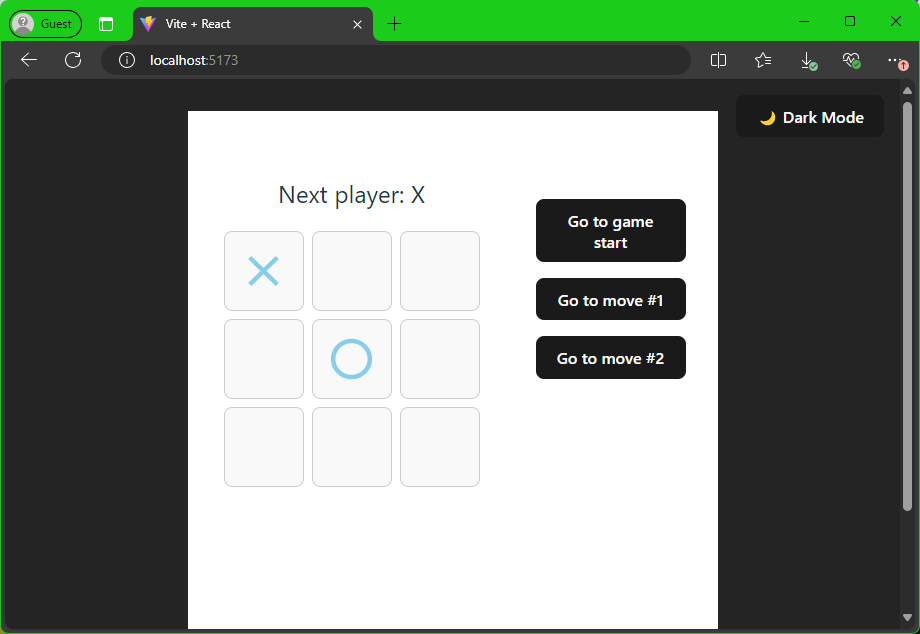 Guest
Vite + React
localhost:5173
🌙 Dark Mode
Next player: X
X
O
Go to game
start
Go to move #1
Go to move #2